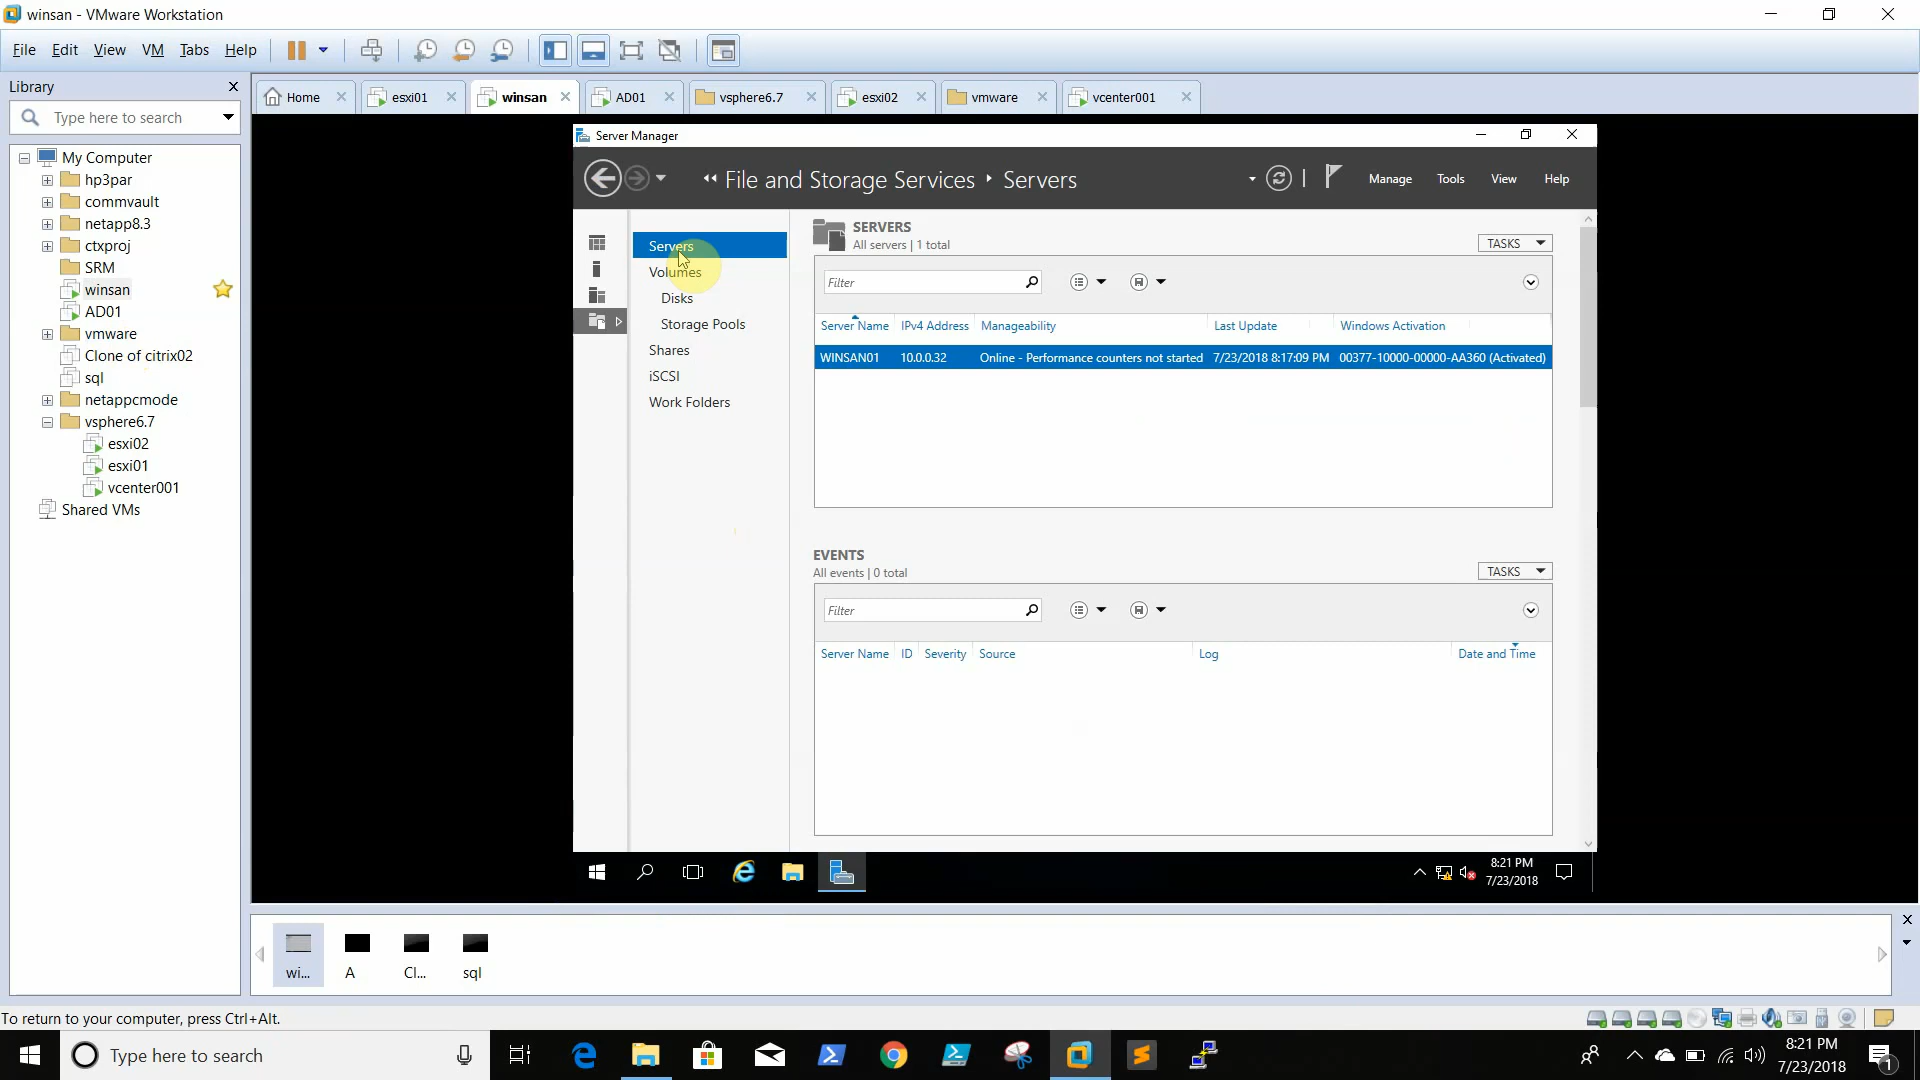 winsan - VMware Workstation
File Edit View VM Tabs Help
Library
Type here to search
My Computer
hp3par
commvault
netapp8.3
ctxproj
SRM
winsan
AD01
vmware
Clone of citrix02
sql
netappcmode
vsphere6.7
esxi02
esxi01
vcenter001
Shared VMs
Home esxi01 winsan AD01 vsphere6.7 esxi02 vmware vcenter001
Server Manager
File and Storage Services Servers
Manage Tools View Help
Servers
Volumes
Disks
Storage Pools
Shares
iSCSI
Work Folders
SERVERS
All servers | 1 total
TASKS
Filter
Server Name IPv4 Address Manageability Last Update Windows Activation
WINSAN01 10.0.0.32 Online - Performance counters not started 7/23/2018 8:17:09 PM 00377-10000-00000-AA360 (Activated)
EVENTS
All events | 0 total
TASKS
Filter
Server Name ID Severity Source Log Date and Time
8:21 PM
7/23/2018
wi... A Cl... sql
To return to your computer, press Ctrl+Alt.
Type here to search
8:21 PM
7/23/2018
1